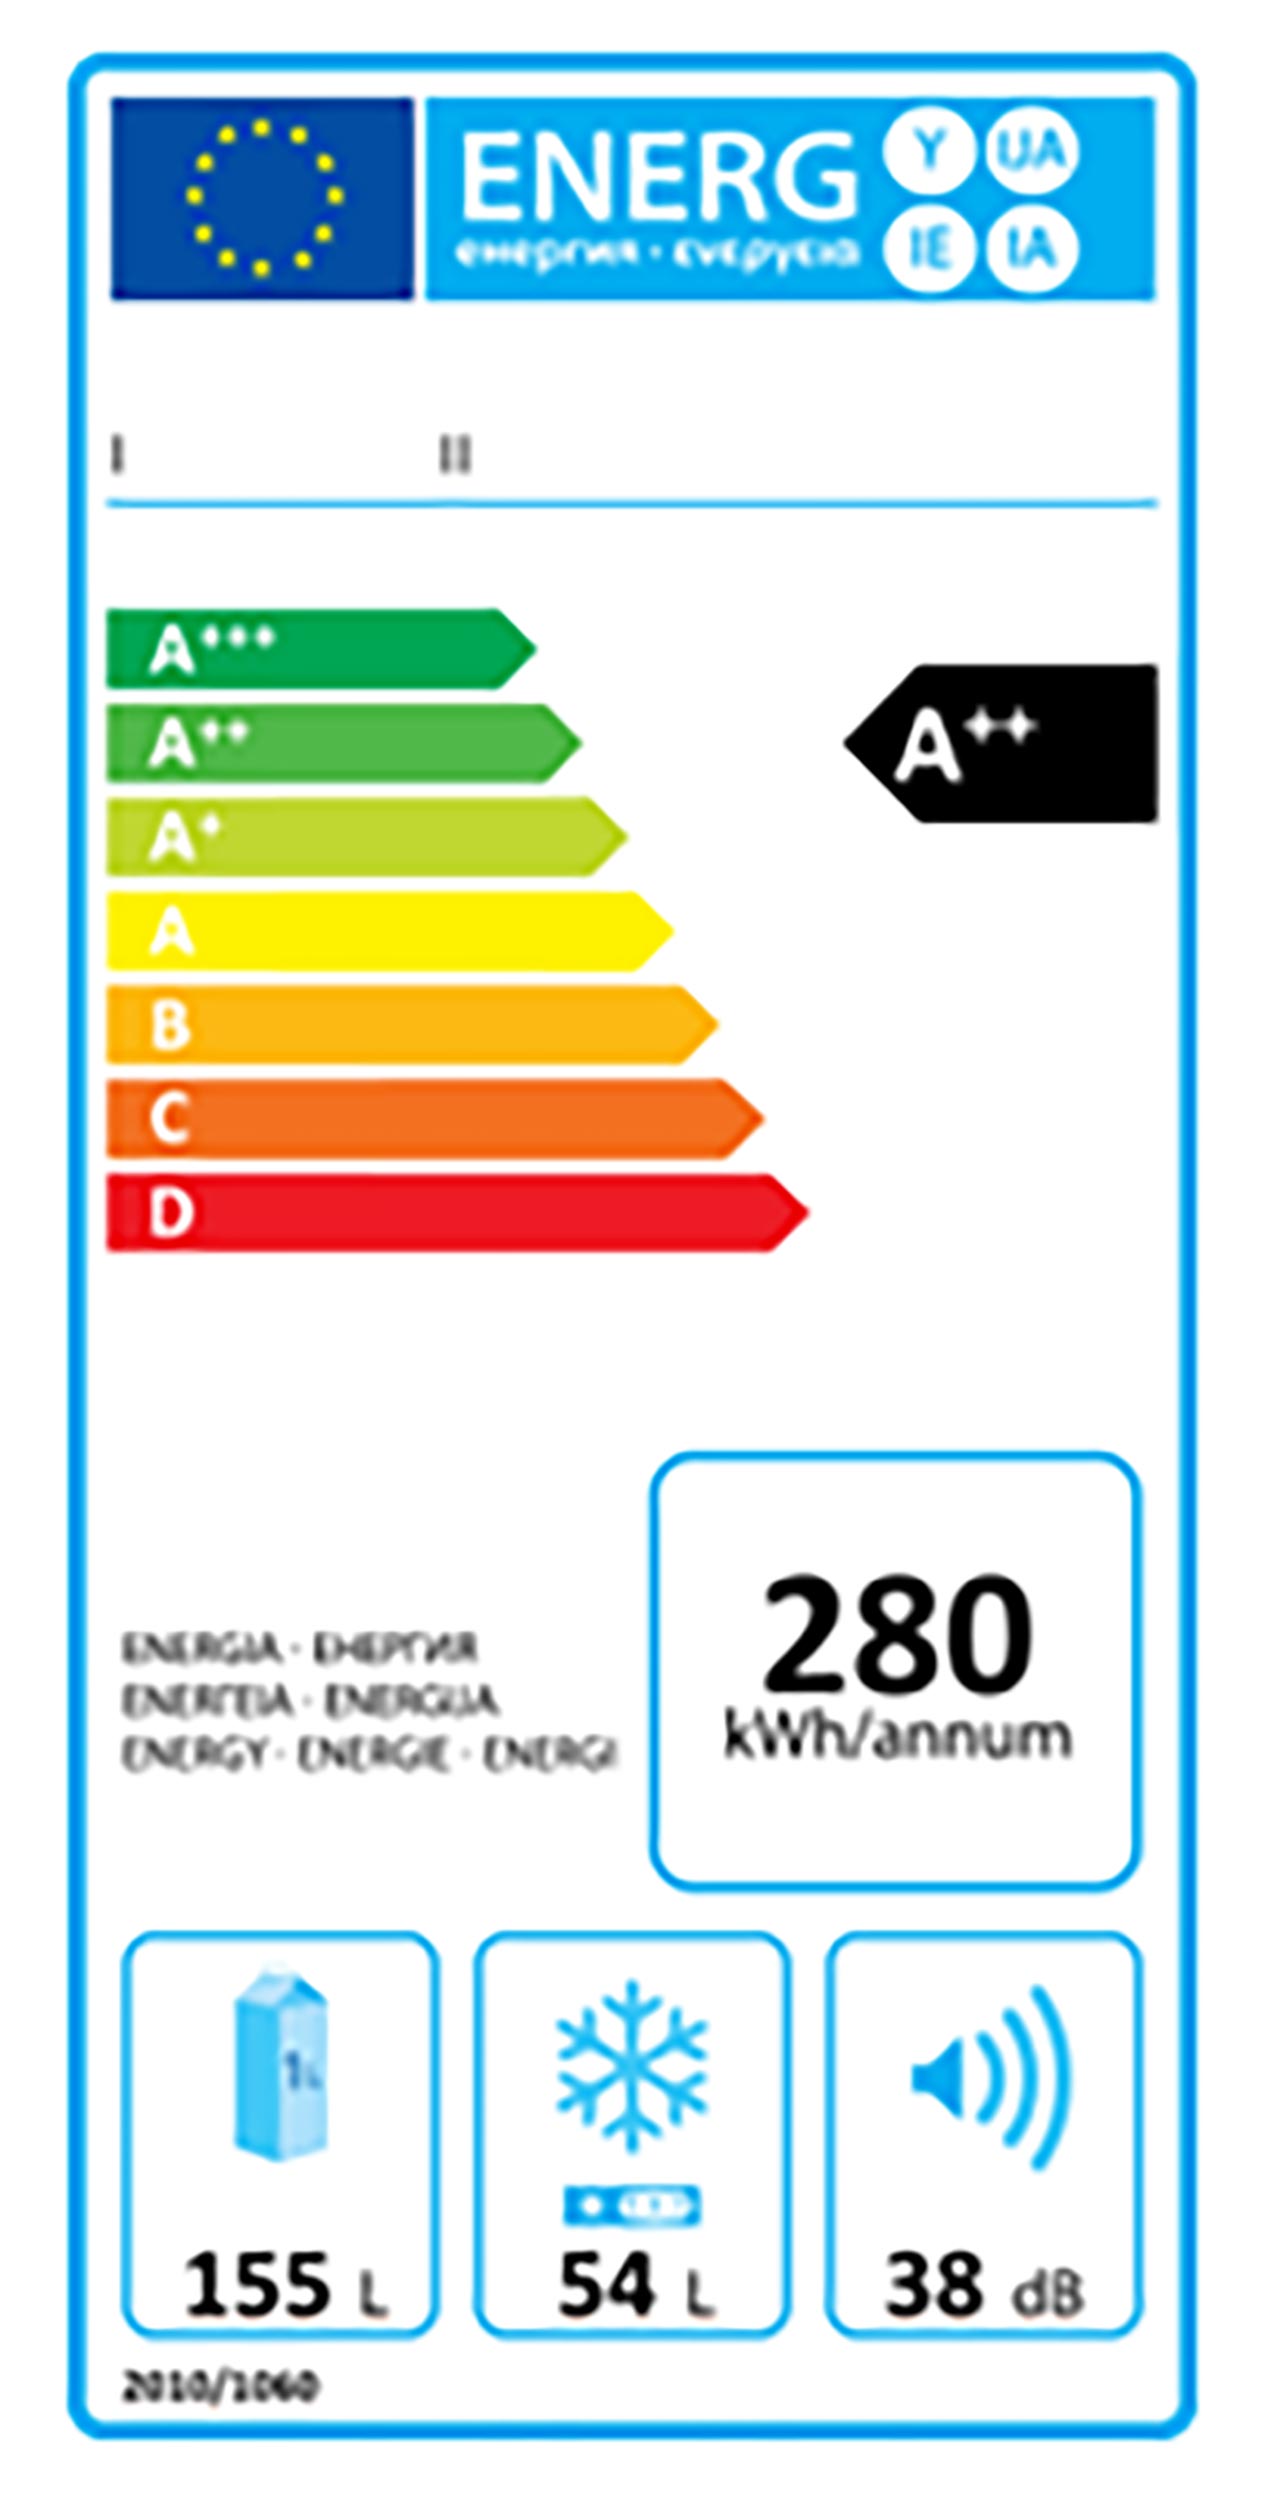 ENERG Y UA
енергия · ενεργεια IE IA
I II
A+++
A++
A++
A+
A
B
C
D
280
kWh/annum
ENERGIA · ЕНЕРГИЯ
ΕΝΕΡΓΕΙΑ · ENERGIJA
ENERGY · ENERGIE · ENERGI
1L
155 L
54 L
38 dB
2010/1060